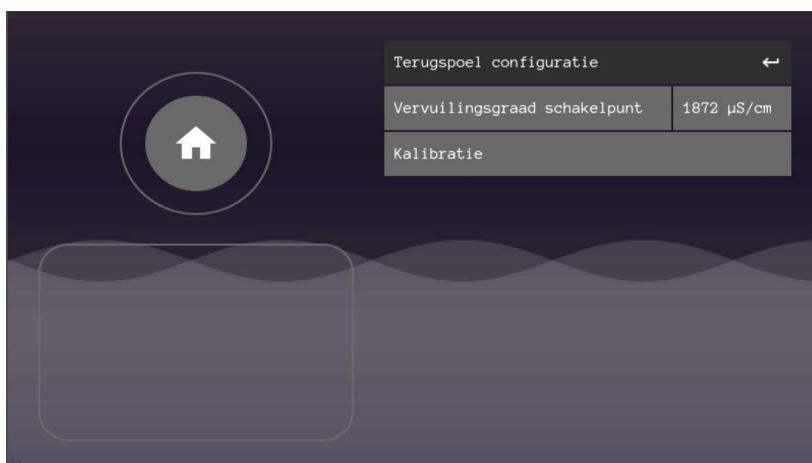 Terugspoel configuratie
Vervuilingsgraad schakelpunt 1872 µS/cm
Kalibratie